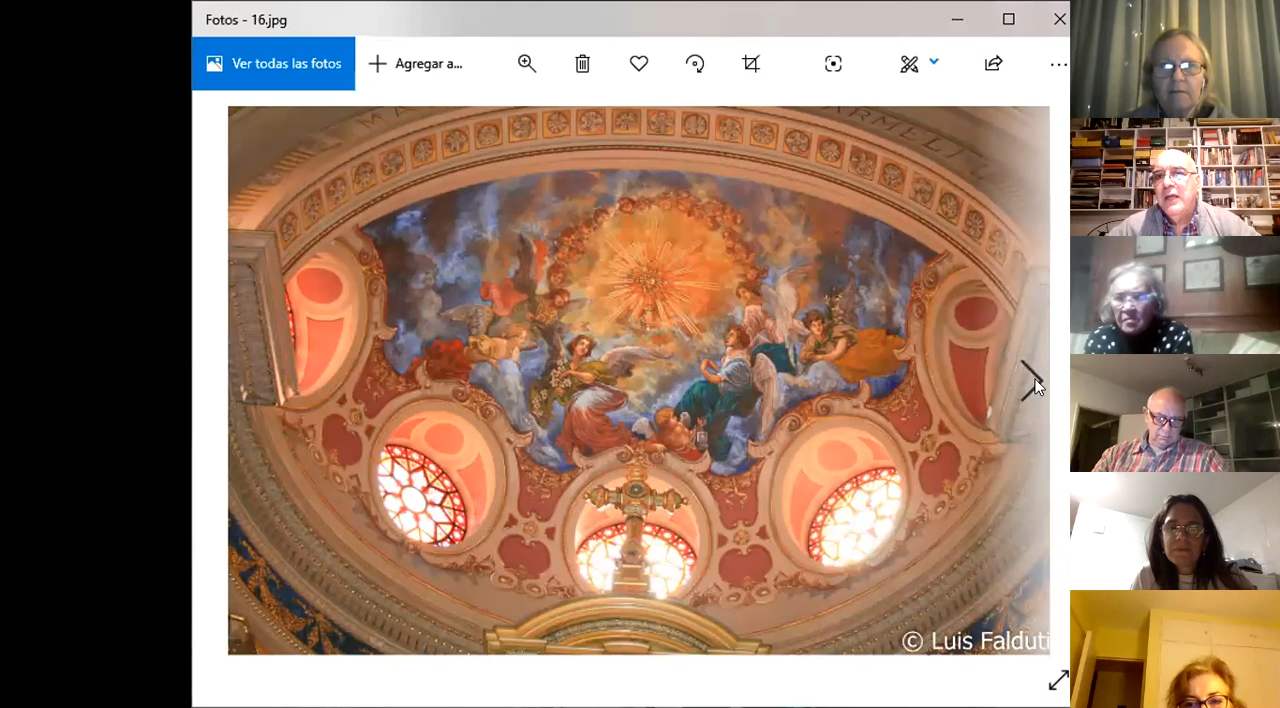 Fotos - 16.jpg
Ver todas las fotos
Agregar a...
© Luis Falduti